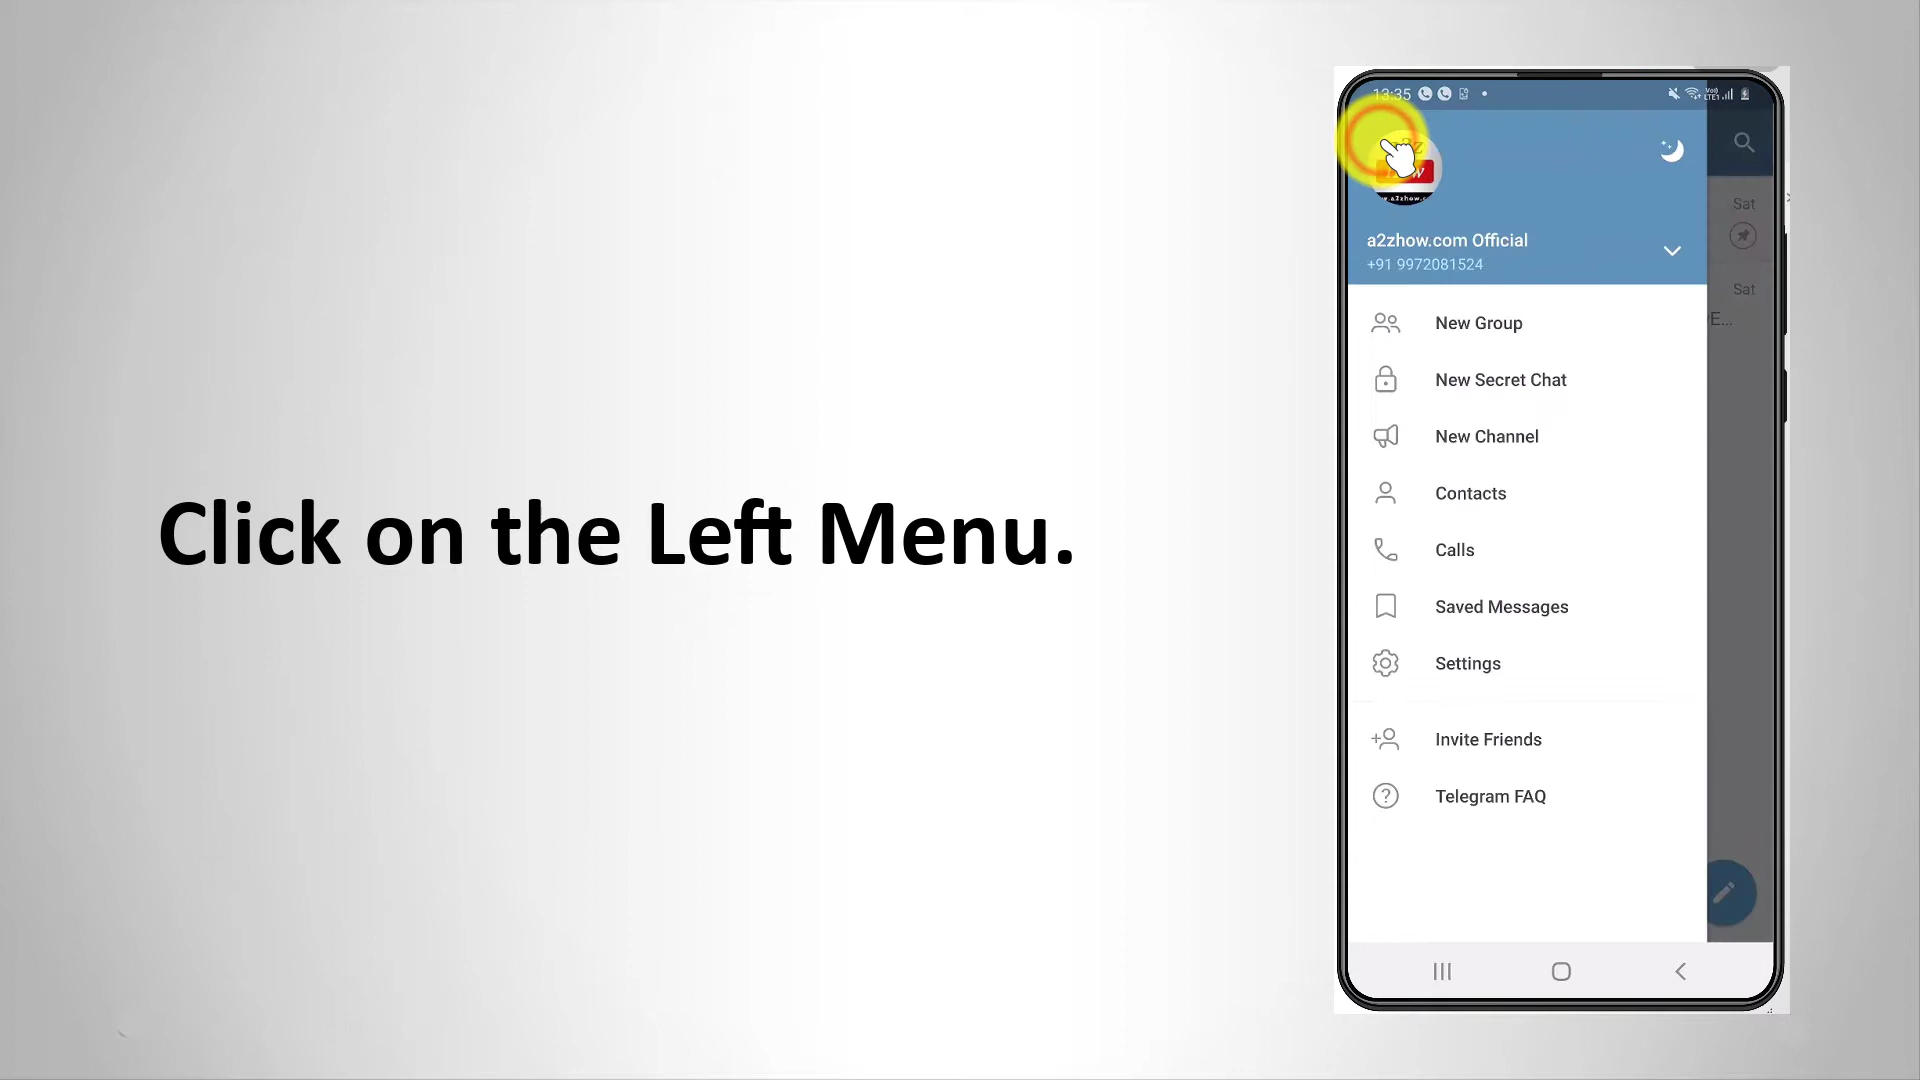 Click on the Left Menu.
13:35
a2zhow.com Official
+91 9972081524
New Group
New Secret Chat
New Channel
Contacts
Calls
Saved Messages
Settings
Invite Friends
Telegram FAQ
Sat
Sat